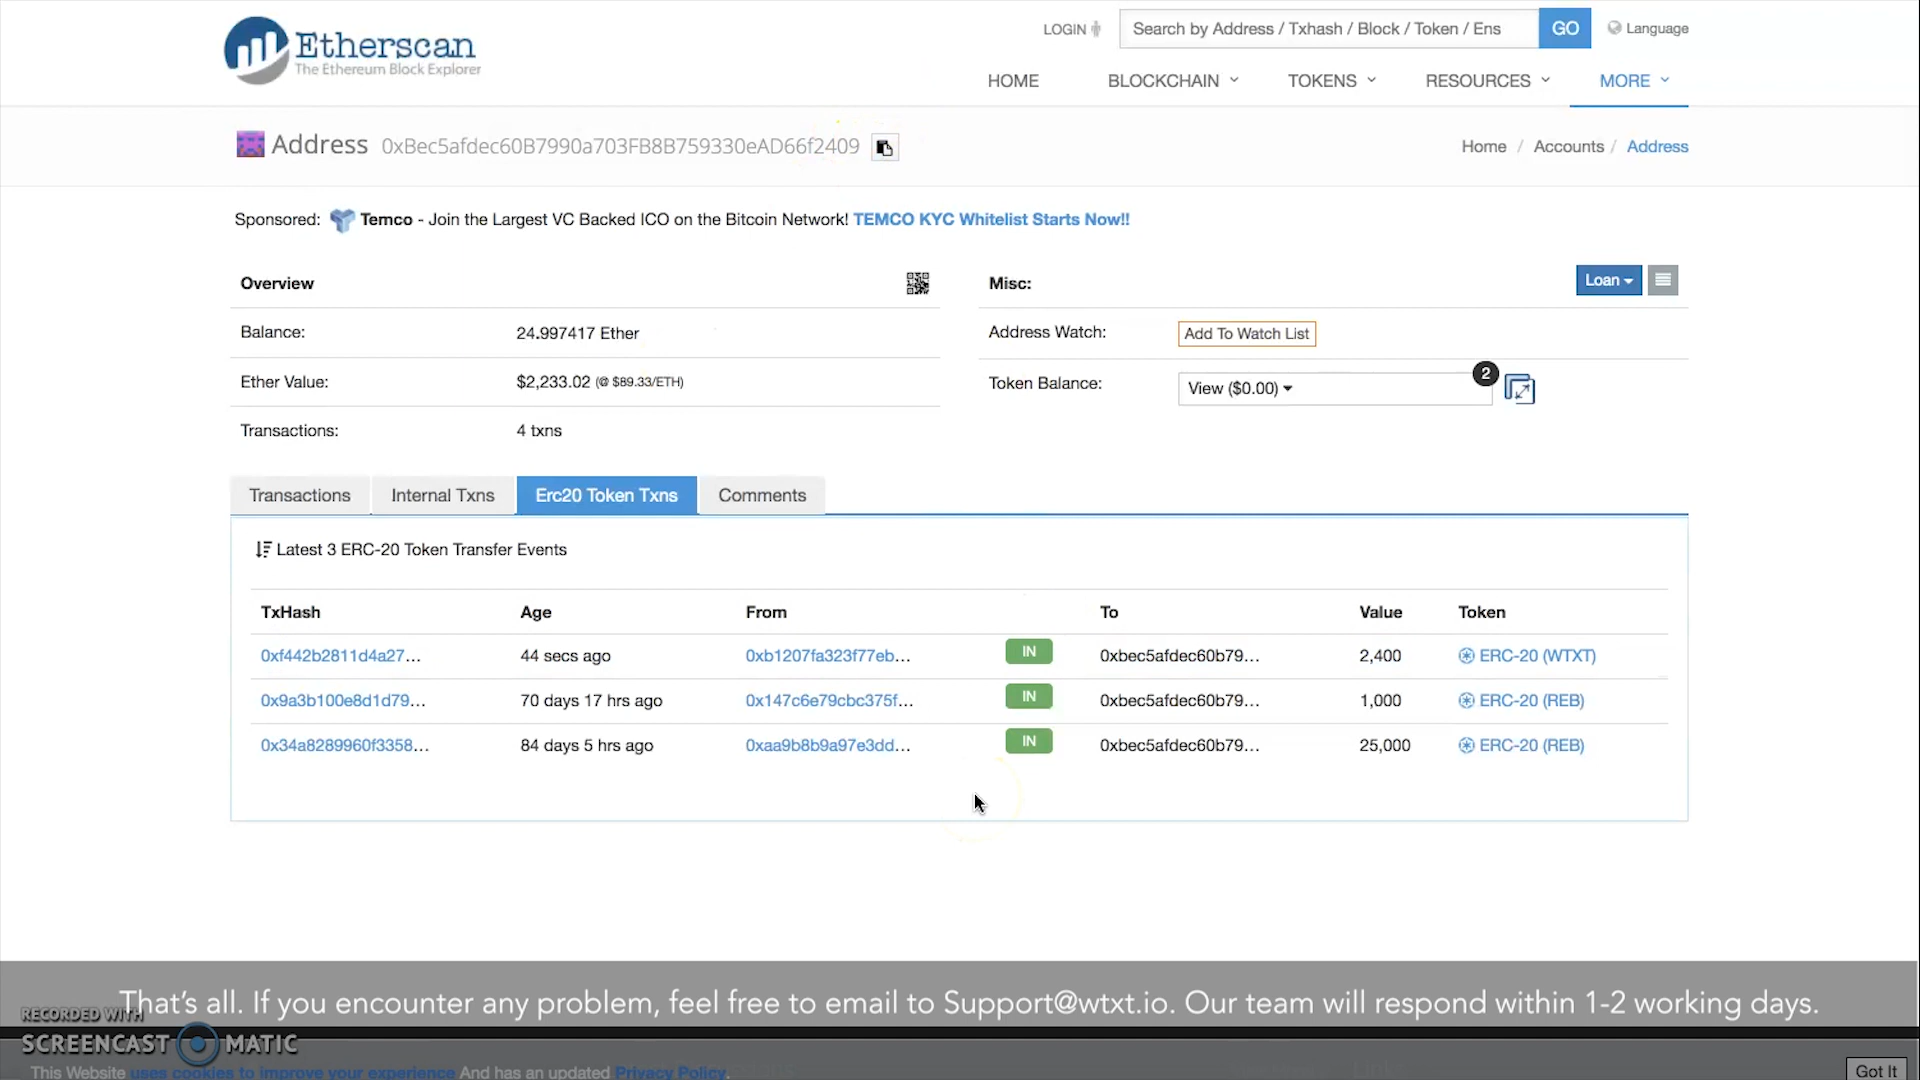 Etherscan
The Ethereum Block Explorer
LOGIN
Search by Address / Txhash / Block / Token / Ens
GO
Language
HOME
BLOCKCHAIN
TOKENS
RESOURCES
MORE
Address 0xBec5afdec60B7990a703FB8B759330eAD66f2409
Home / Accounts / Address
Sponsored: Temco - Join the Largest VC Backed ICO on the Bitcoin Network! TEMCO KYC Whitelist Starts Now!!
Overview
Balance: 24.997417 Ether
Ether Value: $2,233.02 (@ $89.33/ETH)
Transactions: 4 txns
Misc:
Loan
Address Watch: Add To Watch List
Token Balance: View ($0.00) 2
Transactions
Internal Txns
Erc20 Token Txns
Comments
Latest 3 ERC-20 Token Transfer Events
TxHash Age From To Value Token
0xf442b2811d4a27... 44 secs ago 0xb1207fa323f77eb... IN 0xbec5afdec60b79... 2,400 ERC-20 (WTXT)
0x9a3b100e8d1d79... 70 days 17 hrs ago 0x147c6e79cbc375f... IN 0xbec5afdec60b79... 1,000 ERC-20 (REB)
0x34a8289960f3358... 84 days 5 hrs ago 0xaa9b8b9a97e3dd... IN 0xbec5afdec60b79... 25,000 ERC-20 (REB)
That's all. If you encounter any problem, feel free to email to Support@wtxt.io. Our team will respond within 1-2 working days.
RECORDED WITH
SCREENCAST MATIC
This Website uses cookies to improve your experience And has an updated Privacy Policy.
Got It